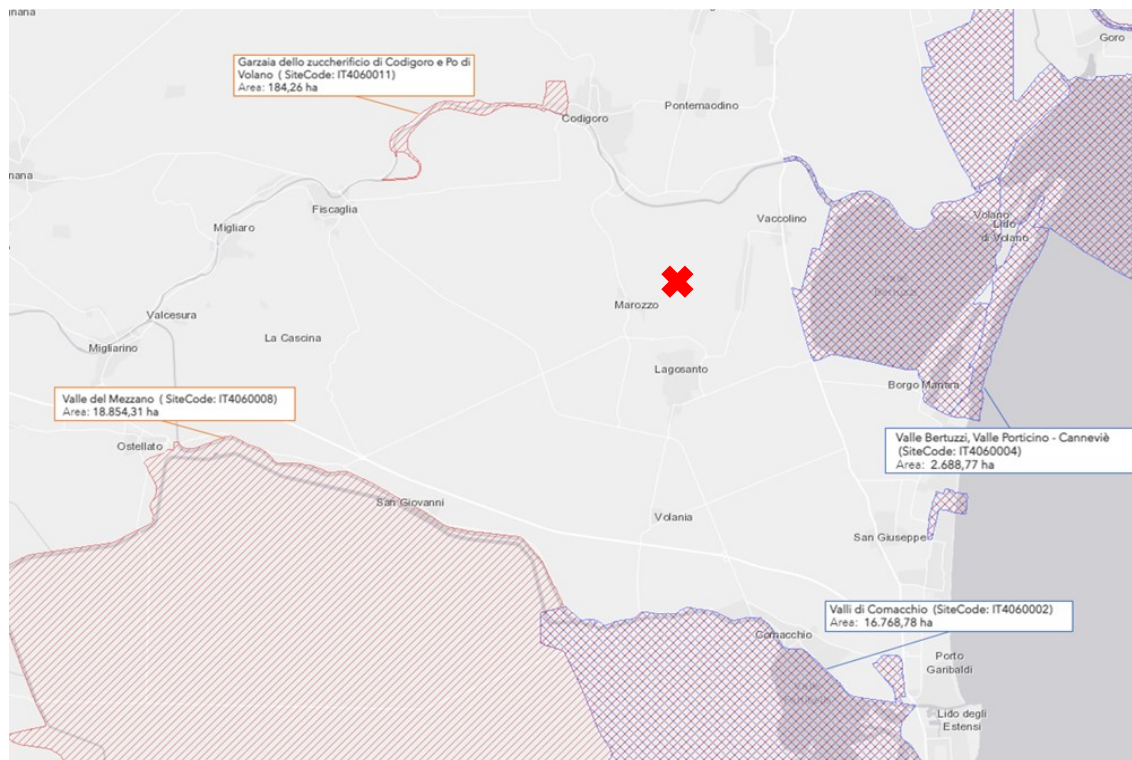 gnana
Goro
Garzaia dello zuccherificio di Codigoro e Po di
Volano ( SiteCode: IT4060011)
Area: 184,26 ha
Pontemaodino
Codigoro
nana
Fiscaglia
Volano
Lido
di Volano
Vaccolino
Migliaro
Marozzo
Valcesura
La Cascina
Migliarino
Lagosanto
Borgo Manara
Valle del Mezzano ( SiteCode: IT4060008)
Area: 18.854,31 ha
Ostellato
Valle Bertuzzi, Valle Porticino - Canneviè
(SiteCode: IT4060004)
Area: 2.688,77 ha
San Giovanni
Volania
San Giuseppe
Valli di Comacchio (SiteCode: IT4060002)
Area: 16.768,78 ha
Comacchio
Porto
Garibaldi
Lido degli
Estensi